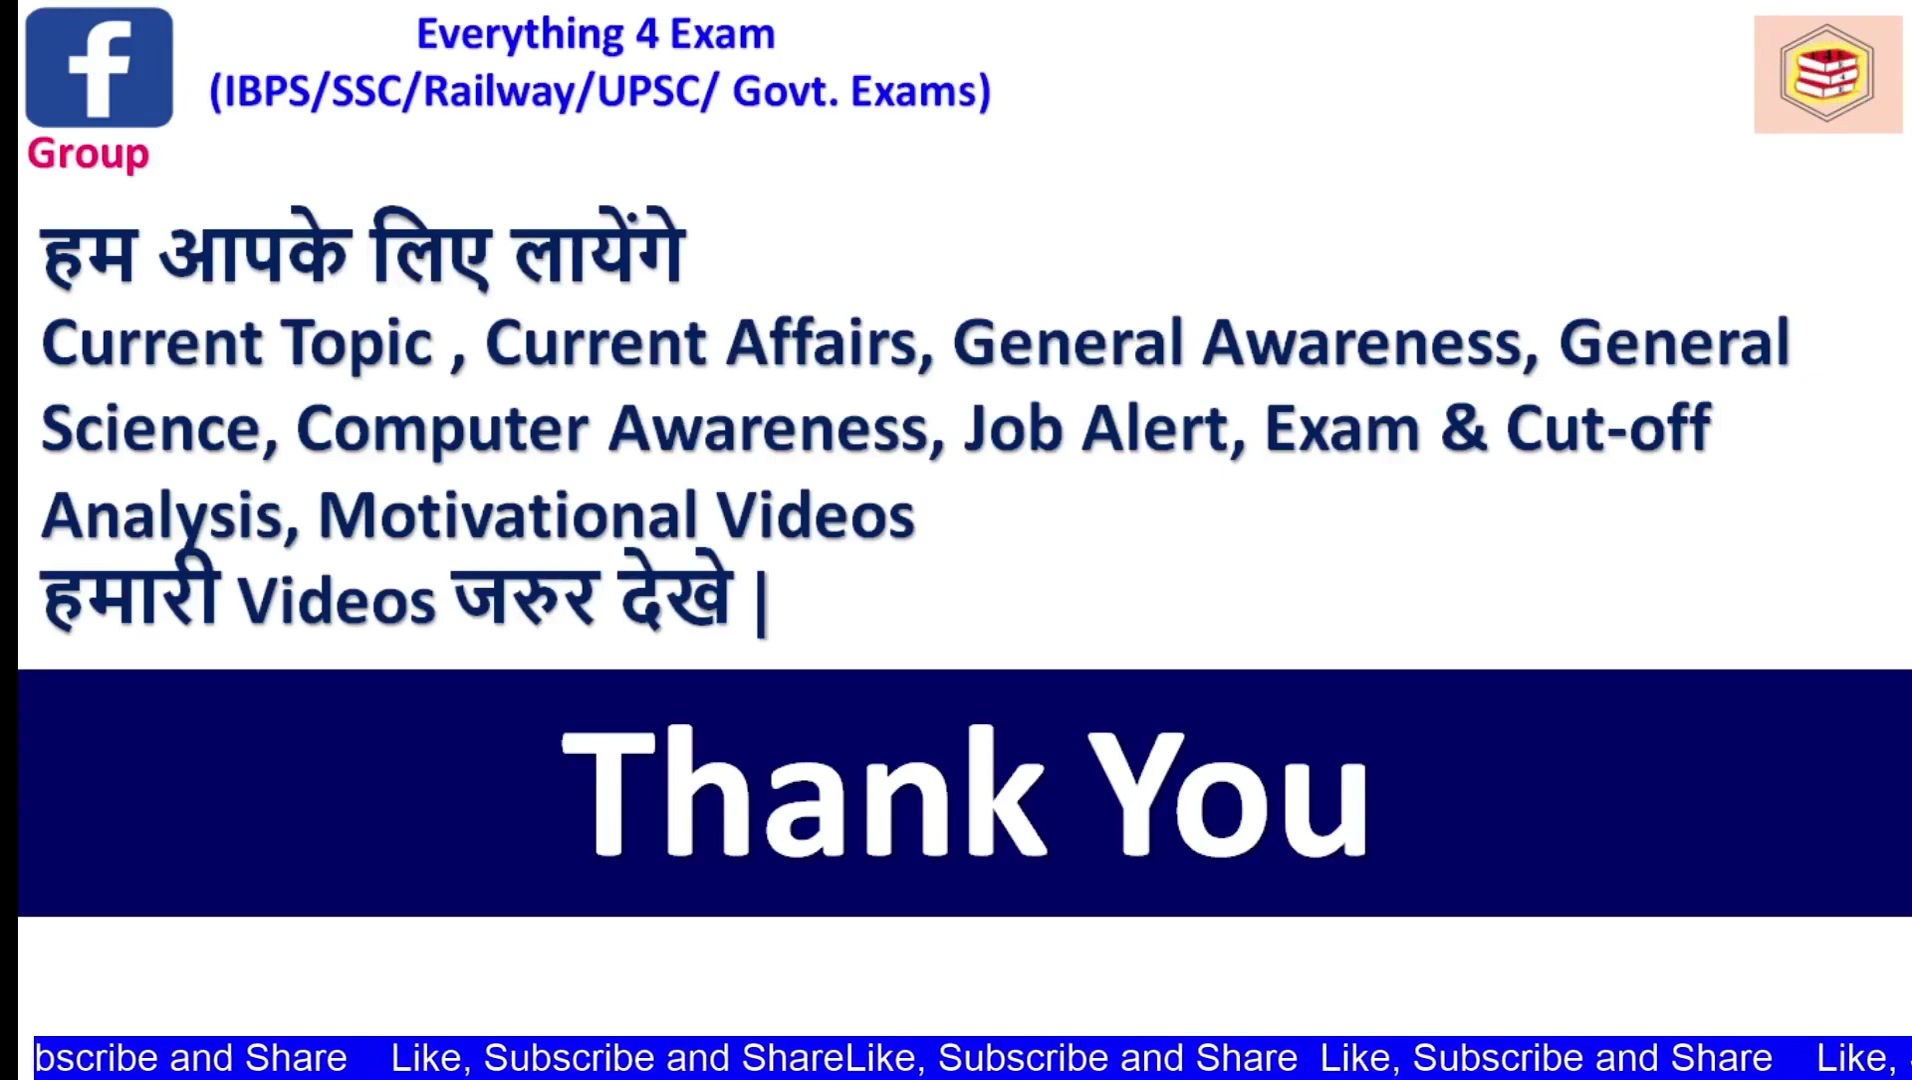 Everything 4 Exam
(IBPS/SSC/Railway/UPSC/ Govt. Exams)
Group
हम आपके लिए लायेंगे
Current Topic , Current Affairs, General Awareness, General
Science, Computer Awareness, Job Alert, Exam & Cut-off
Analysis, Motivational Videos
हमारी Videos जरुर देखे |
Thank You
bscribe and Share Like, Subscribe and ShareLike, Subscribe and Share Like, Subscribe and Share Like,